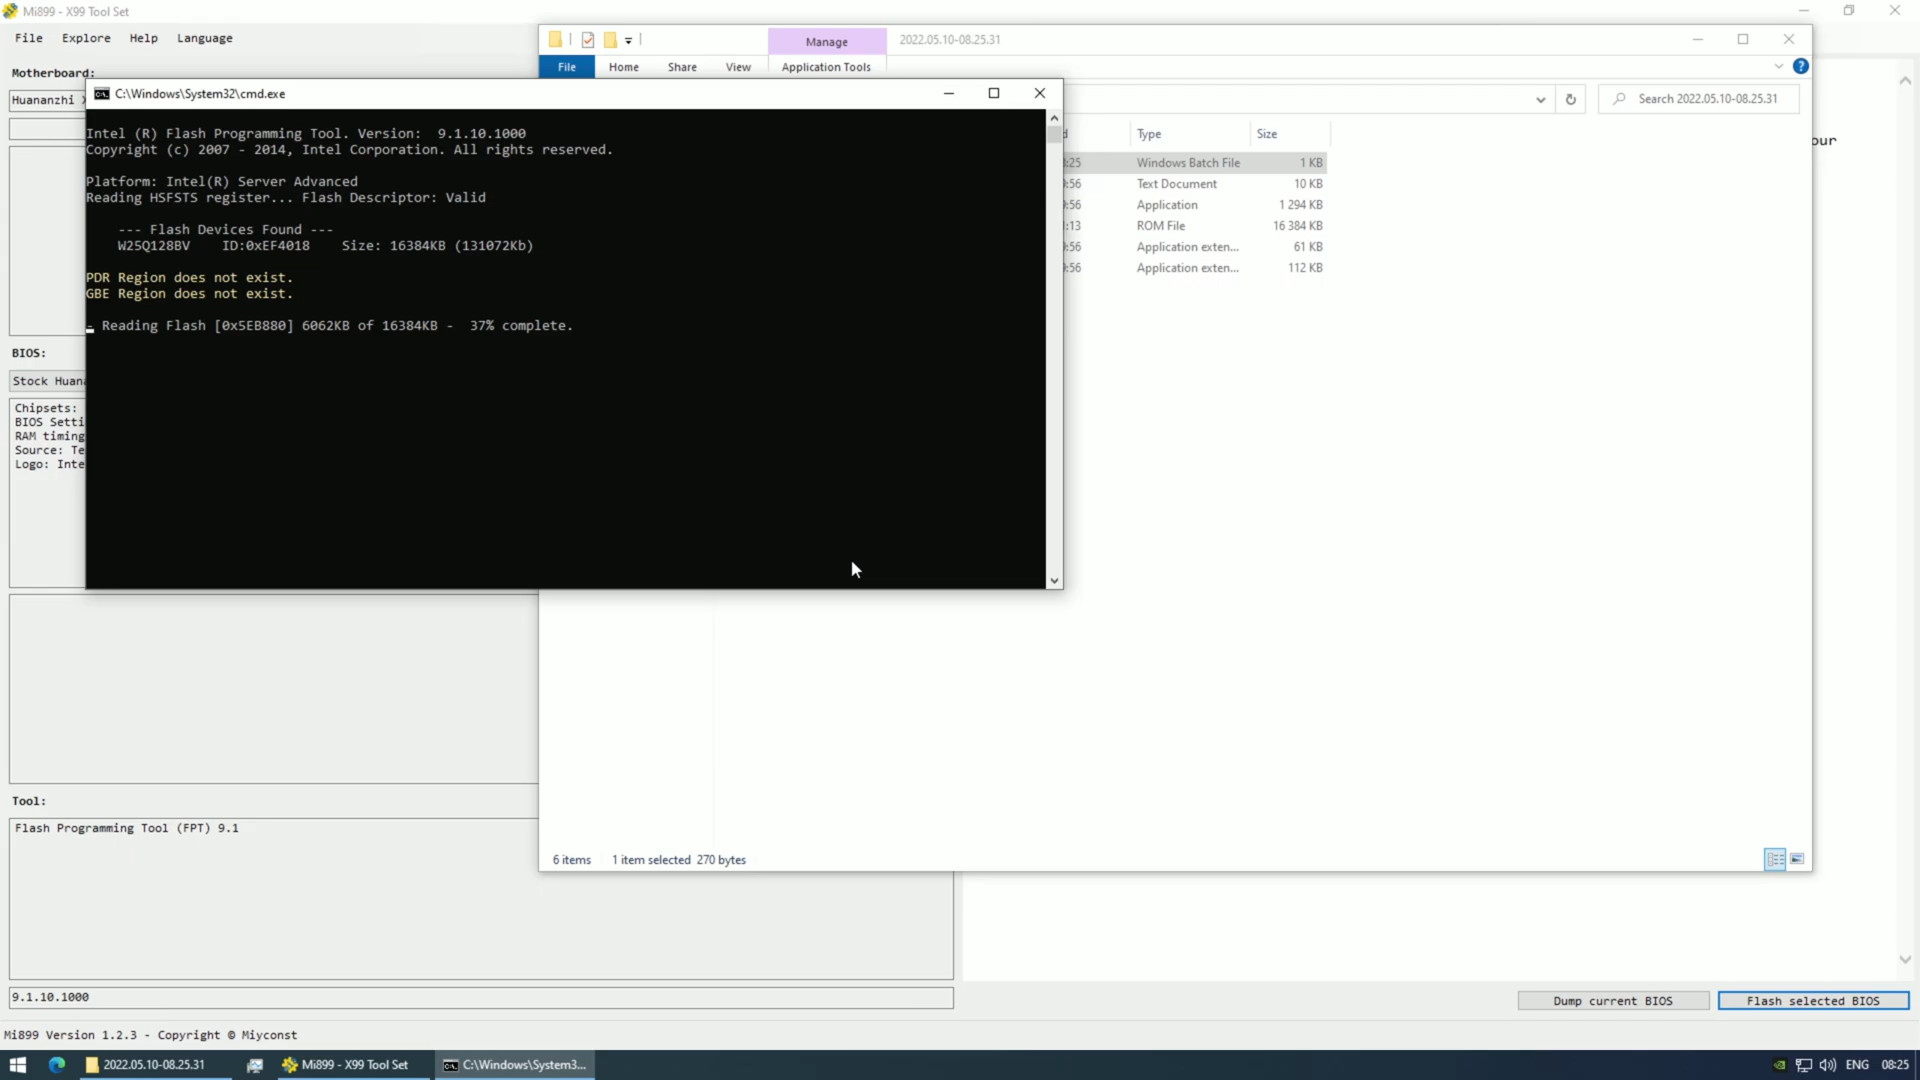 Mi899 - X99 Tool Set
File Explore Help Language
Motherboard:
Huananzhi
BIOS:
Stock
Chipsets:
BIOS
RAM
Source:
Logo:
Tool:
Flash Programming Tool (FPT) 9.1
9.1.10.1000
Mi899 Version 1.2.3 - Copyright © Miyconst
C:\Windows\System32\cmd.exe
Intel (R) Flash Programming Tool. Version: 9.1.10.1000
Copyright (c) 2007 - 2014, Intel Corporation. All rights reserved.
Platform: Intel(R) Server Advanced
Reading HSFSTS register... Flash Descriptor: Valid
--- Flash Devices Found ---
W25Q128BV ID:0xEF4018 Size: 16384KB (131072Kb)
PDR Region does not exist.
GBE Region does not exist.
- Reading Flash [0x5EB880] 6062KB of 16384KB - 37% complete.
Manage 2022.05.10-08.25.31
File Home Share View Application Tools
Search 2022.05.10-08.25.31
Type Size
:25 Windows Batch File 1 KB
:56 Text Document 10 KB
:56 Application 1 294 KB
:13 ROM File 16 384 KB
:56 Application exten... 61 KB
:56 Application exten... 112 KB
6 items 1 item selected 270 bytes
our
Dump current BIOS Flash selected BIOS
2022.05.10-08.25.31 Mi899 - X99 Tool Set C:\Windows\System3... ENG 08:25